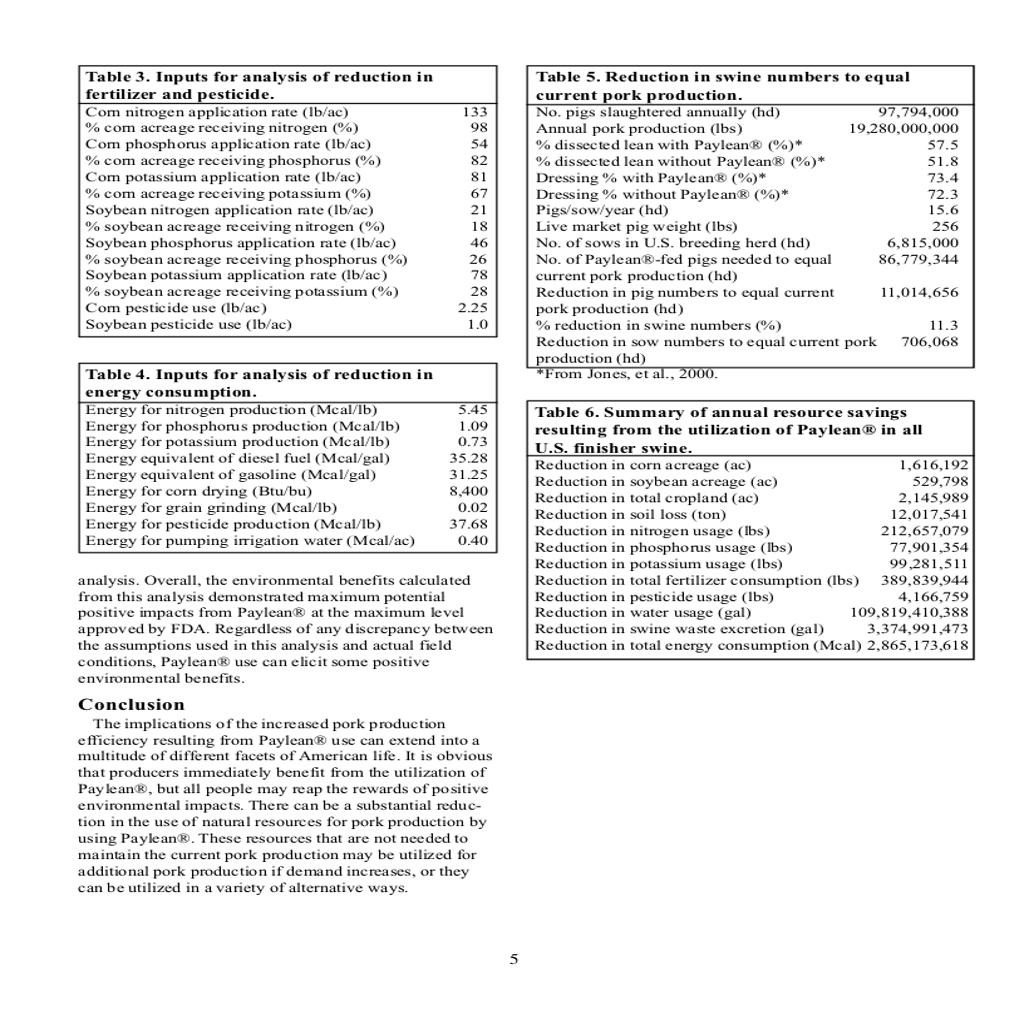 Table 3. Inputs for analysis of reduction in
fertilizer and pesticide.
Corn nitrogen application rate (lb/ac) 133
% corn acreage receiving nitrogen (%) 98
Corn phosphorus application rate (lb/ac) 54
% corn acreage receiving phosphorus (%) 82
Corn potassium application rate (lb/ac) 81
% corn acreage receiving potassium (%) 67
Soybean nitrogen application rate (lb/ac) 21
% soybean acreage receiving nitrogen (%) 18
Soybean phosphorus application rate (lb/ac) 46
% soybean acreage receiving phosphorus (%) 26
Soybean potassium application rate (lb/ac) 78
% soybean acreage receiving potassium (%) 28
Corn pesticide use (lb/ac) 2.25
Soybean pesticide use (lb/ac) 1.0
Table 4. Inputs for analysis of reduction in
energy consumption.
Energy for nitrogen production (Mcal/lb) 5.45
Energy for phosphorus production (Mcal/lb) 1.09
Energy for potassium production (Mcal/lb) 0.73
Energy equivalent of diesel fuel (Mcal/gal) 35.28
Energy equivalent of gasoline (Mcal/gal) 31.25
Energy for corn drying (Btu/bu) 8,400
Energy for grain grinding (Mcal/lb) 0.02
Energy for pesticide production (Mcal/lb) 37.68
Energy for pumping irrigation water (Mcal/ac) 0.40
analysis. Overall, the environmental benefits calculated
from this analysis demonstrated maximum potential
positive impacts from Paylean® at the maximum level
approved by FDA. Regardless of any discrepancy between
the assumptions used in this analysis and actual field
conditions, Paylean® use can elicit some positive
environmental benefits.
Conclusion
The implications of the increased pork production
efficiency resulting from Paylean® use can extend into a
multitude of different facets of American life. It is obvious
that producers immediately benefit from the utilization of
Paylean®, but all people may reap the rewards of positive
environmental impacts. There can be a substantial reduc-
tion in the use of natural resources for pork production by
using Paylean®. These resources that are not needed to
maintain the current pork production may be utilized for
additional pork production if demand increases, or they
can be utilized in a variety of alternative ways.
Table 5. Reduction in swine numbers to equal
current pork production.
No. pigs slaughtered annually (hd) 97,794,000
Annual pork production (lbs) 19,280,000,000
% dissected lean with Paylean® (%)* 57.5
% dissected lean without Paylean® (%)* 51.8
Dressing % with Paylean® (%)* 73.4
Dressing % without Paylean® (%)* 72.3
Pigs/sow/year (hd) 15.6
Live market pig weight (lbs) 256
No. of sows in U.S. breeding herd (hd) 6,815,000
No. of Paylean®-fed pigs needed to equal 86,779,344
current pork production (hd)
Reduction in pig numbers to equal current 11,014,656
pork production (hd)
% reduction in swine numbers (%) 11.3
Reduction in sow numbers to equal current pork 706,068
production (hd)
*From Jones, et al., 2000.
Table 6. Summary of annual resource savings
resulting from the utilization of Paylean® in all
U.S. finisher swine.
Reduction in corn acreage (ac) 1,616,192
Reduction in soybean acreage (ac) 529,798
Reduction in total cropland (ac) 2,145,989
Reduction in soil loss (ton) 12,017,541
Reduction in nitrogen usage (lbs) 212,657,079
Reduction in phosphorus usage (lbs) 77,901,354
Reduction in potassium usage (lbs) 99,281,511
Reduction in total fertilizer consumption (lbs) 389,839,944
Reduction in pesticide usage (lbs) 4,166,759
Reduction in water usage (gal) 109,819,410,388
Reduction in swine waste excretion (gal) 3,374,991,473
Reduction in total energy consumption (Mcal) 2,865,173,618
5